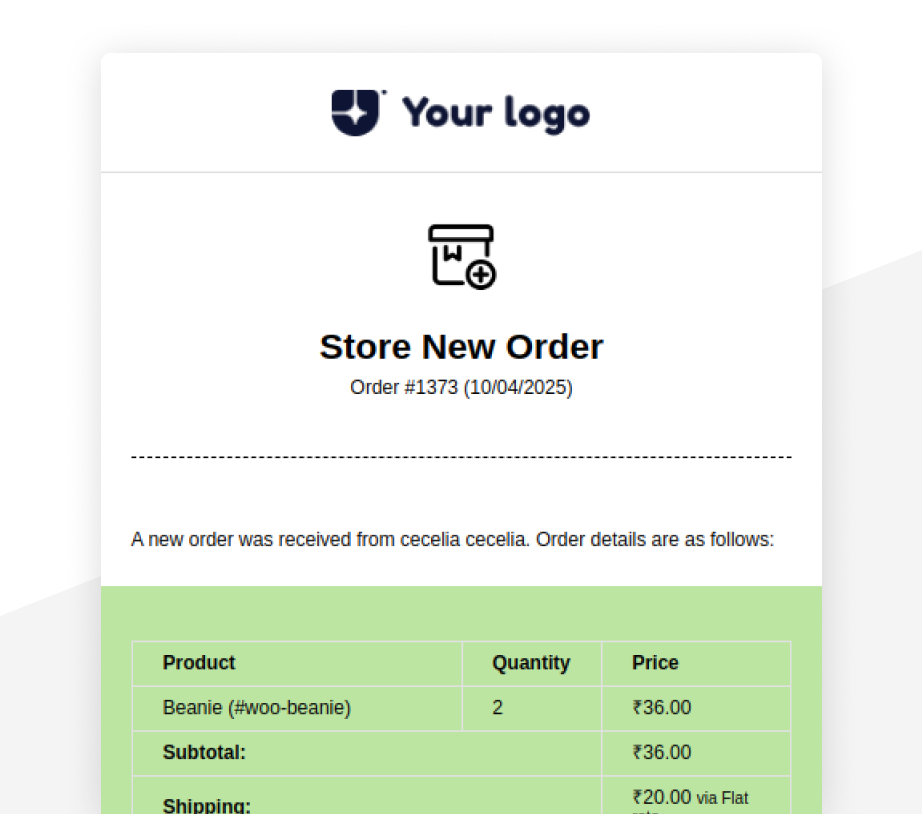 Your logo
Store New Order
Order #1373 (10/04/2025)
A new order was received from cecelia cecelia. Order details are as follows:
Product Quantity Price
Beanie (#woo-beanie) 2 ₹36.00
Subtotal: ₹36.00
Shipping: ₹20.00 via Flat